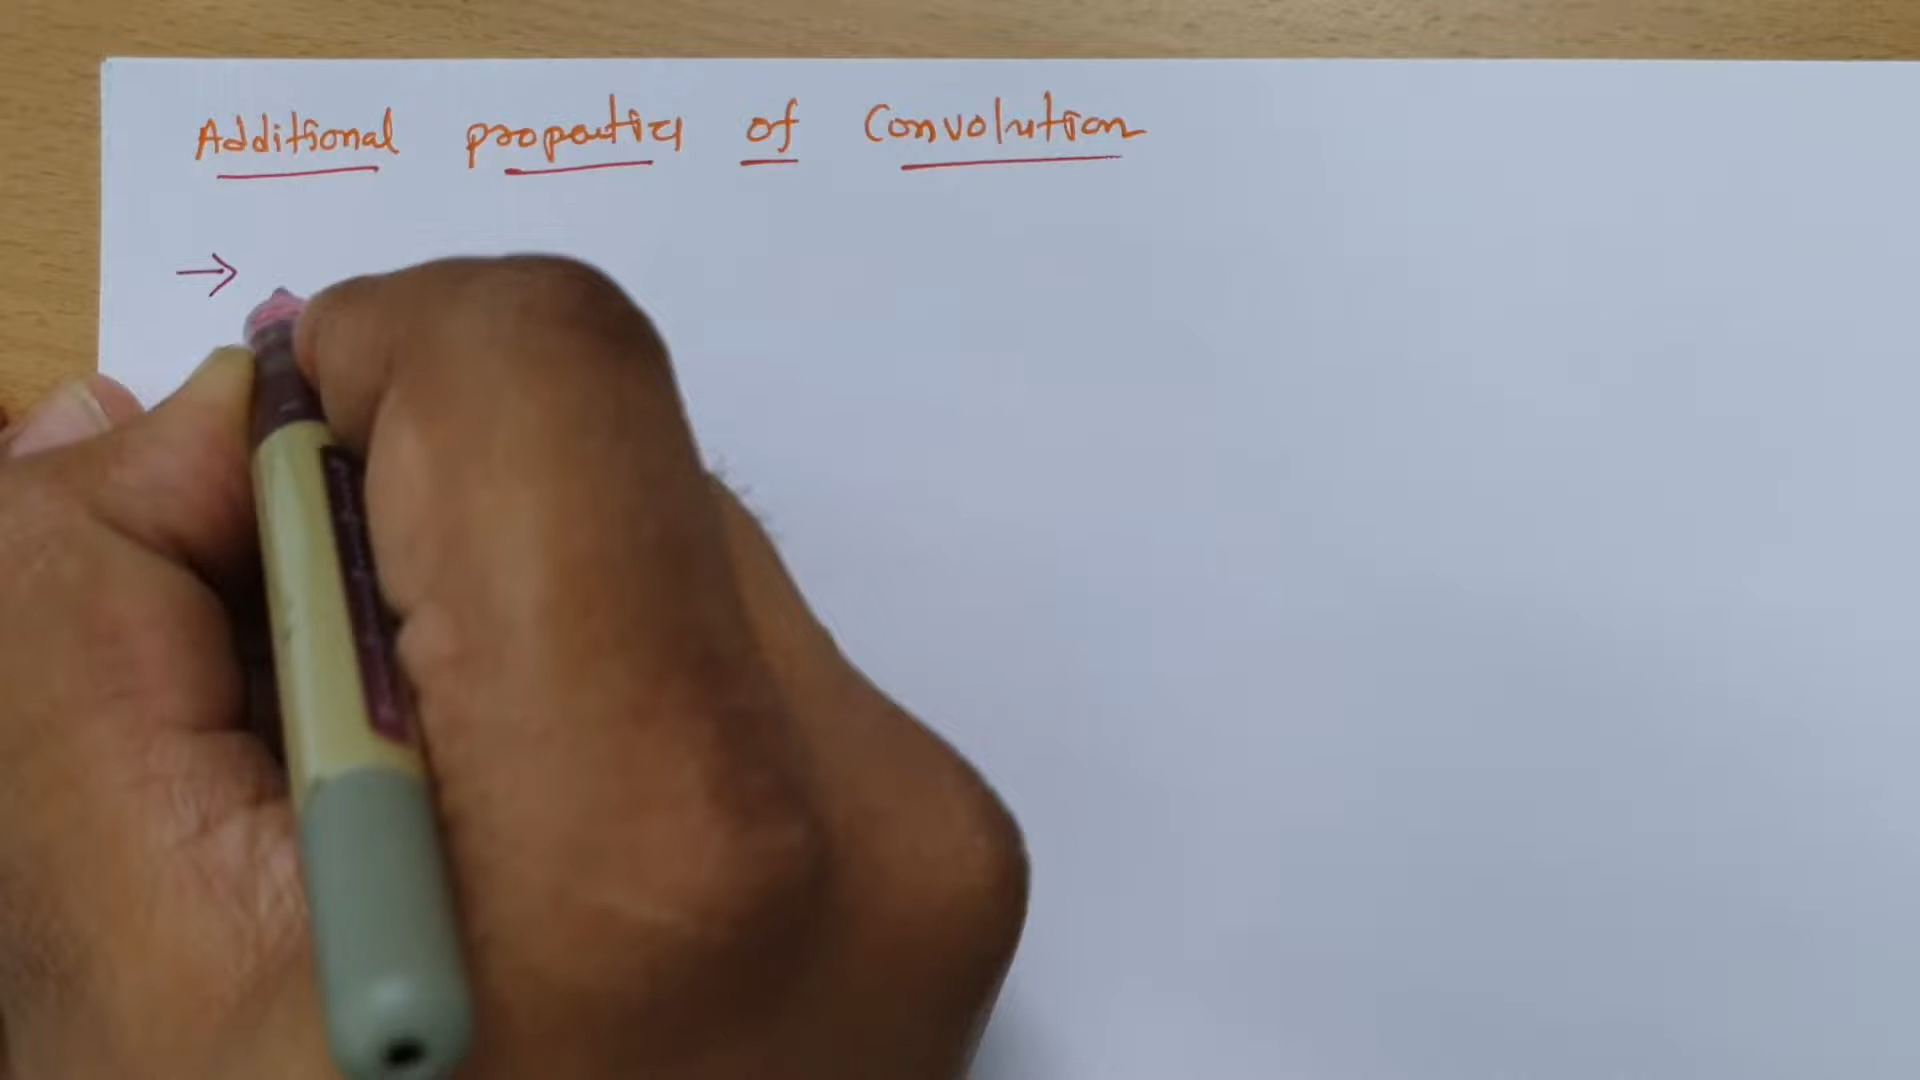 Additional properties of Convolution
→